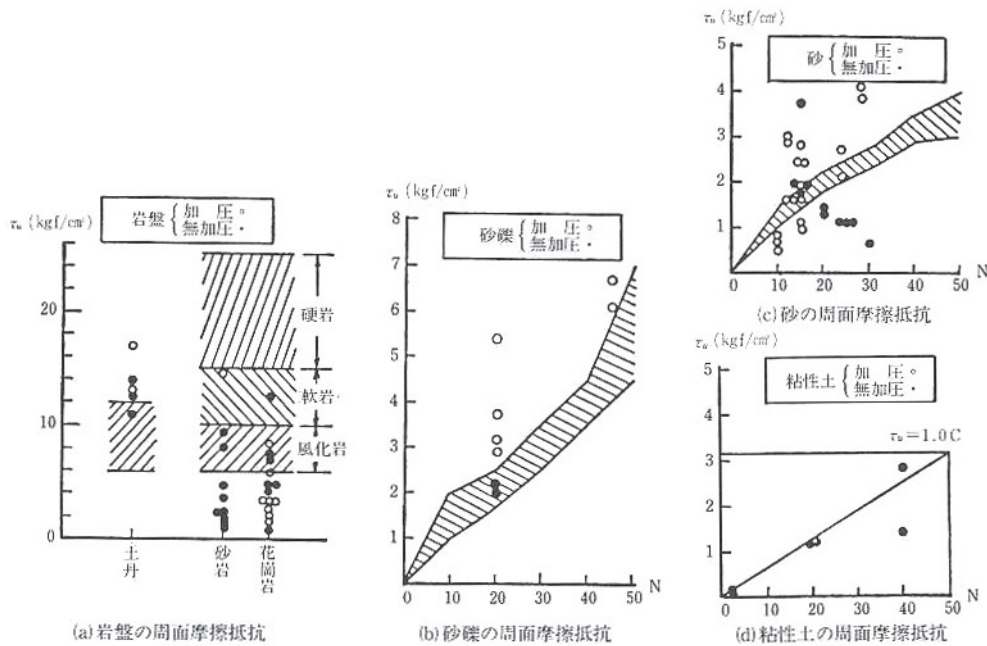 τu (kgf/cm²)
岩盤 { 加 圧 ○
無加圧 ・
20
10
0
硬岩
軟岩
風化岩
土丹
砂岩
花崗岩
(a)岩盤の周面摩擦抵抗
τu (kgf/cm²)
砂礫 { 加 圧 ○
無加圧 ・
8
7
6
5
4
3
2
1
0 10 20 30 40 50
N
(b)砂礫の周面摩擦抵抗
τu (kgf/cm²)
砂 { 加 圧 ○
無加圧 ・
5
4
3
2
1
0 10 20 30 40 50
N
(c)砂の周面摩擦抵抗
τu (kgf/cm²)
粘性土 { 加 圧 ○
無加圧 ・
τu=1.0C
5
4
3
2
1
0 10 20 30 40 50
N
(d)粘性土の周面摩擦抵抗